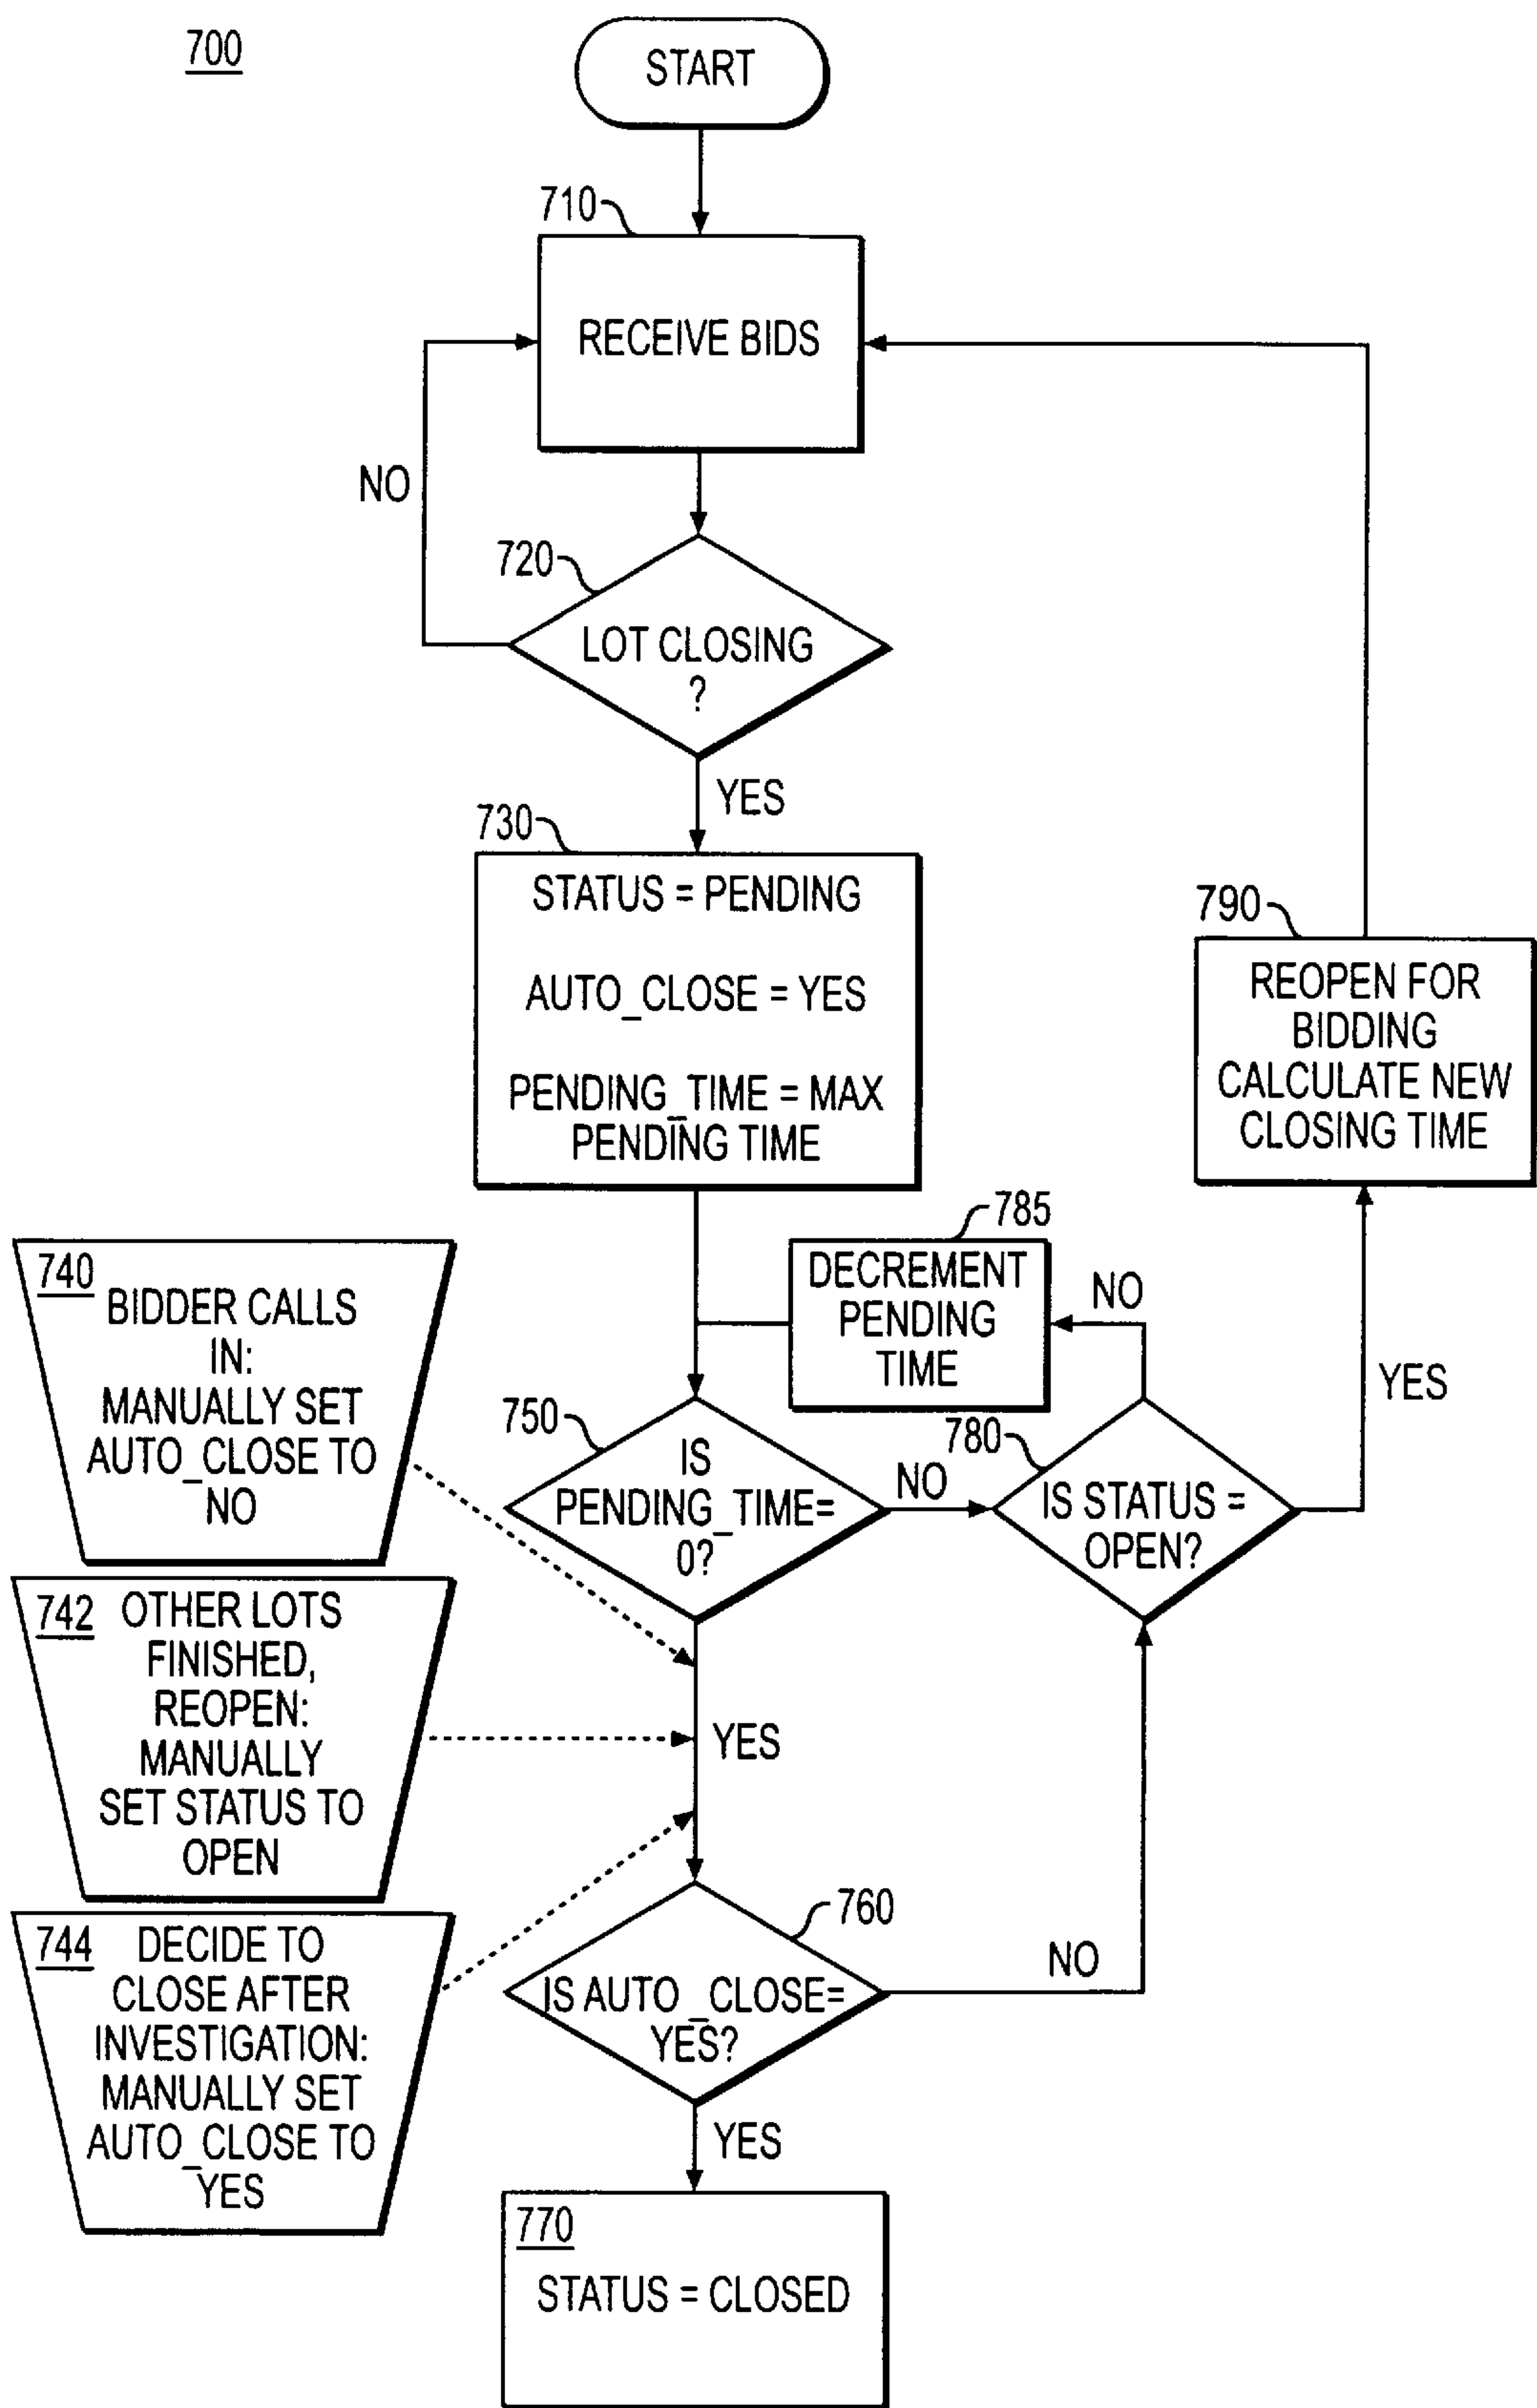 700
START
710
RECEIVE BIDS
NO
720
LOT CLOSING
?
YES
730
STATUS = PENDING
AUTO_CLOSE = YES
PENDING_TIME = MAX
PENDING TIME
790
REOPEN FOR
BIDDING
CALCULATE NEW
CLOSING TIME
785
DECREMENT
PENDING
TIME
NO
YES
740
BIDDER CALLS
IN:
MANUALLY SET
AUTO_CLOSE TO
NO
750
IS
PENDING_TIME=
0?
NO
780
IS STATUS =
OPEN?
742 OTHER LOTS
FINISHED,
REOPEN:
MANUALLY
SET STATUS TO
OPEN
YES
744 DECIDE TO
CLOSE AFTER
INVESTIGATION:
MANUALLY SET
AUTO_CLOSE TO
YES
760
IS AUTO_CLOSE=
YES?
NO
YES
770
STATUS = CLOSED